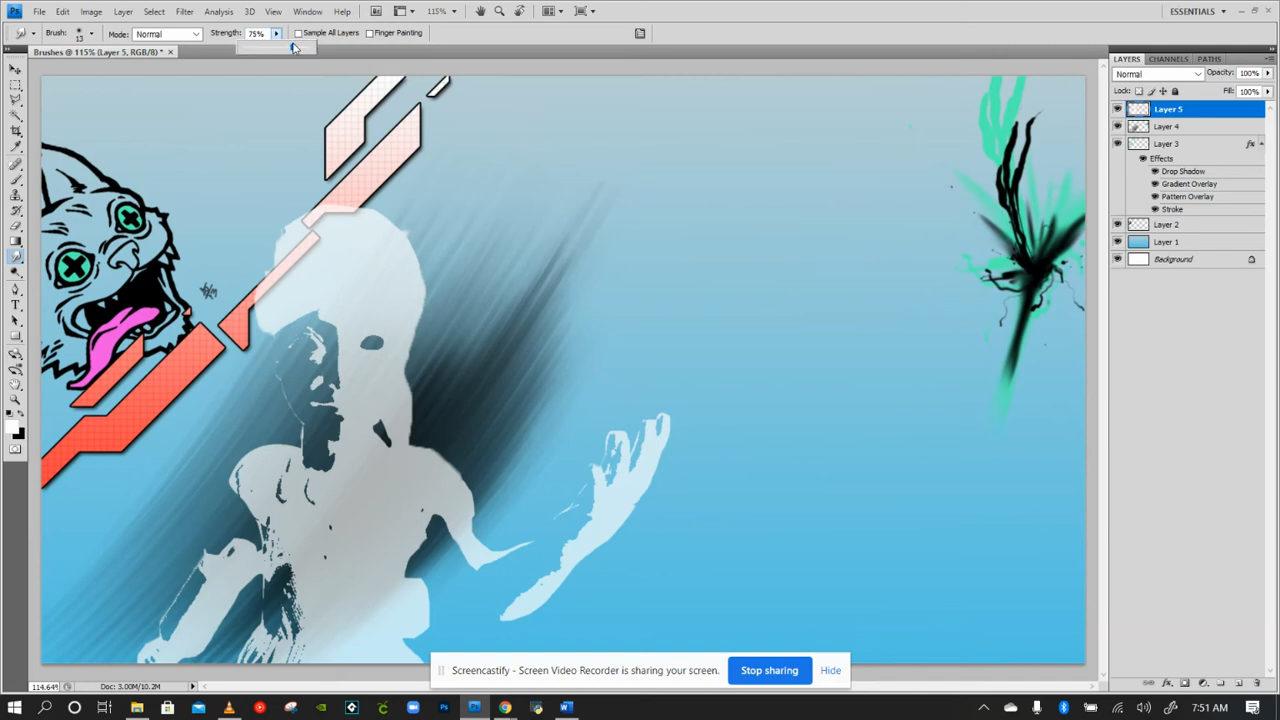 Ps File Edit Image Layer Select Filter Analysis 3D View Window Help 115% ESSENTIALS
Brush: 13 Mode: Normal Strength: 75% Sample All Layers Finger Painting
Brushes @ 115% (Layer 5, RGB/8) *
LAYERS CHANNELS PATHS
Normal Opacity: 100%
Lock: Fill: 100%
Layer 5
Layer 4
Layer 3 fx
Effects
Drop Shadow
Gradient Overlay
Pattern Overlay
Stroke
Layer 2
Layer 1
Background
Screencastify - Screen Video Recorder is sharing your screen. Stop sharing Hide
Doc: 3.00M/10.2M
7:51 AM